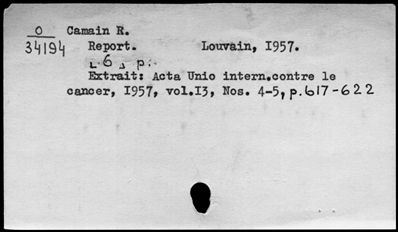 O Camain R.
34194 Report. Louvain, 1957.
[6] p.
Extrait: Acta Unio intern.contre le
cancer, 1957, vol.13, Nos. 4-5, p.617-622